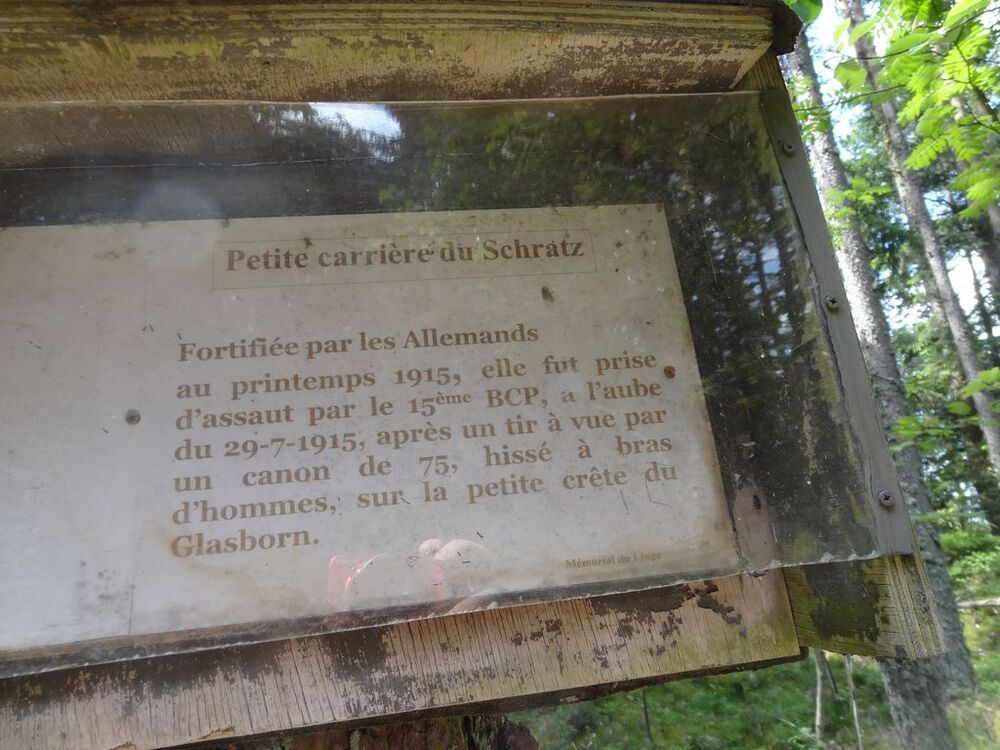 Petite carrière du Schratz
Fortifiée par les Allemands
au printemps 1915, elle fut prise
d'assaut par le 15ème BCP, à l'aube
du 29-7-1915, après un tir à vue par
un canon de 75, hissé à bras
d'hommes, sur la petite crête du
Glasborn.
Mémorial du Linge